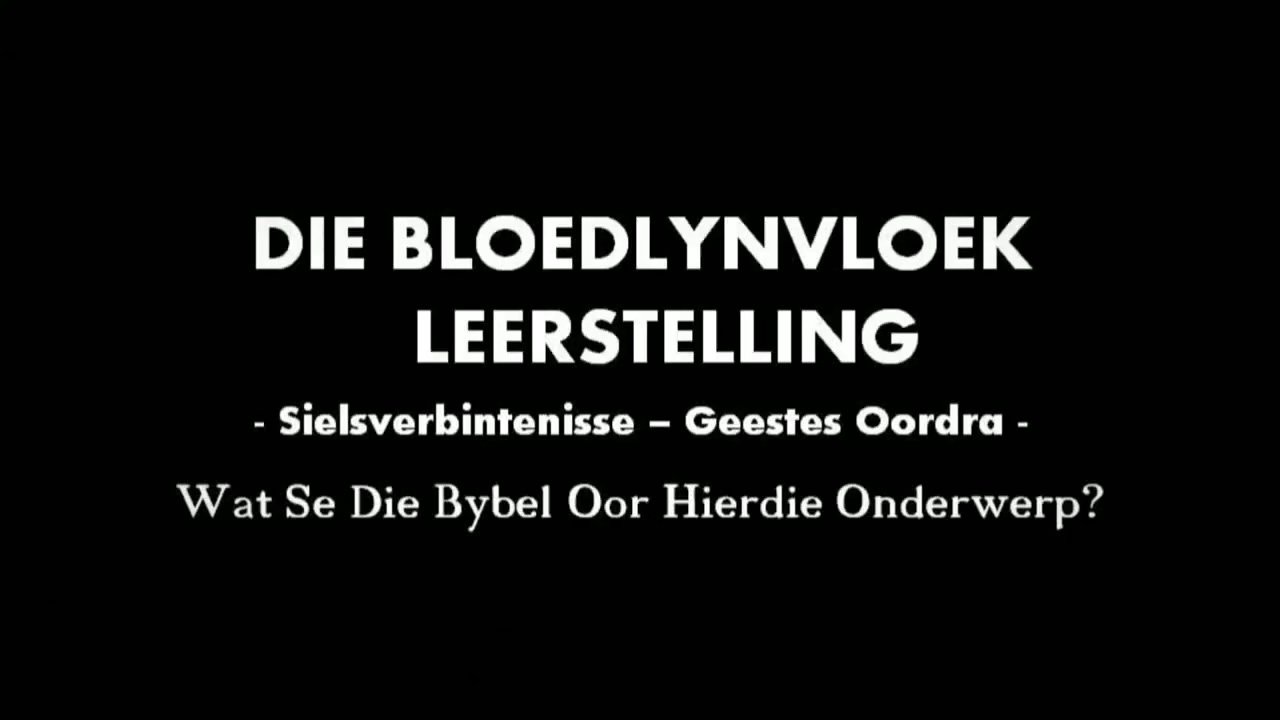 DIE BLOEDLYNVLOEK
LEERSTELLING
- Sielsverbintenisse – Geestes Oordra -
Wat Se Die Bybel Oor Hierdie Onderwerp?